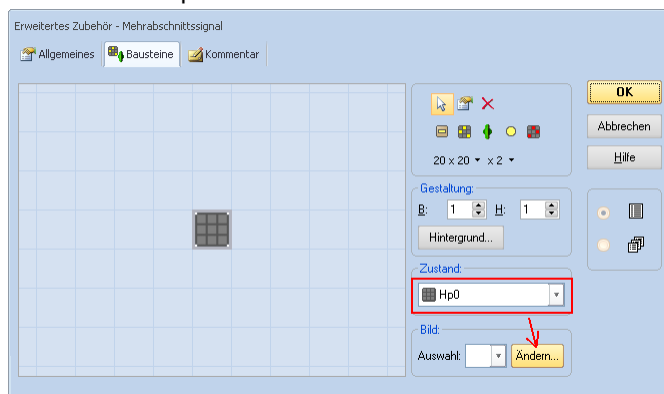 Erweitertes Zubehör - Mehrabschnittssignal
Allgemeines Bausteine Kommentar
OK
Abbrechen
Hilfe
20 x 20 x 2
Gestaltung:
B: 1 H: 1
Hintergrund...
Zustand:
Hp0
Bild:
Auswahl: Ändern...